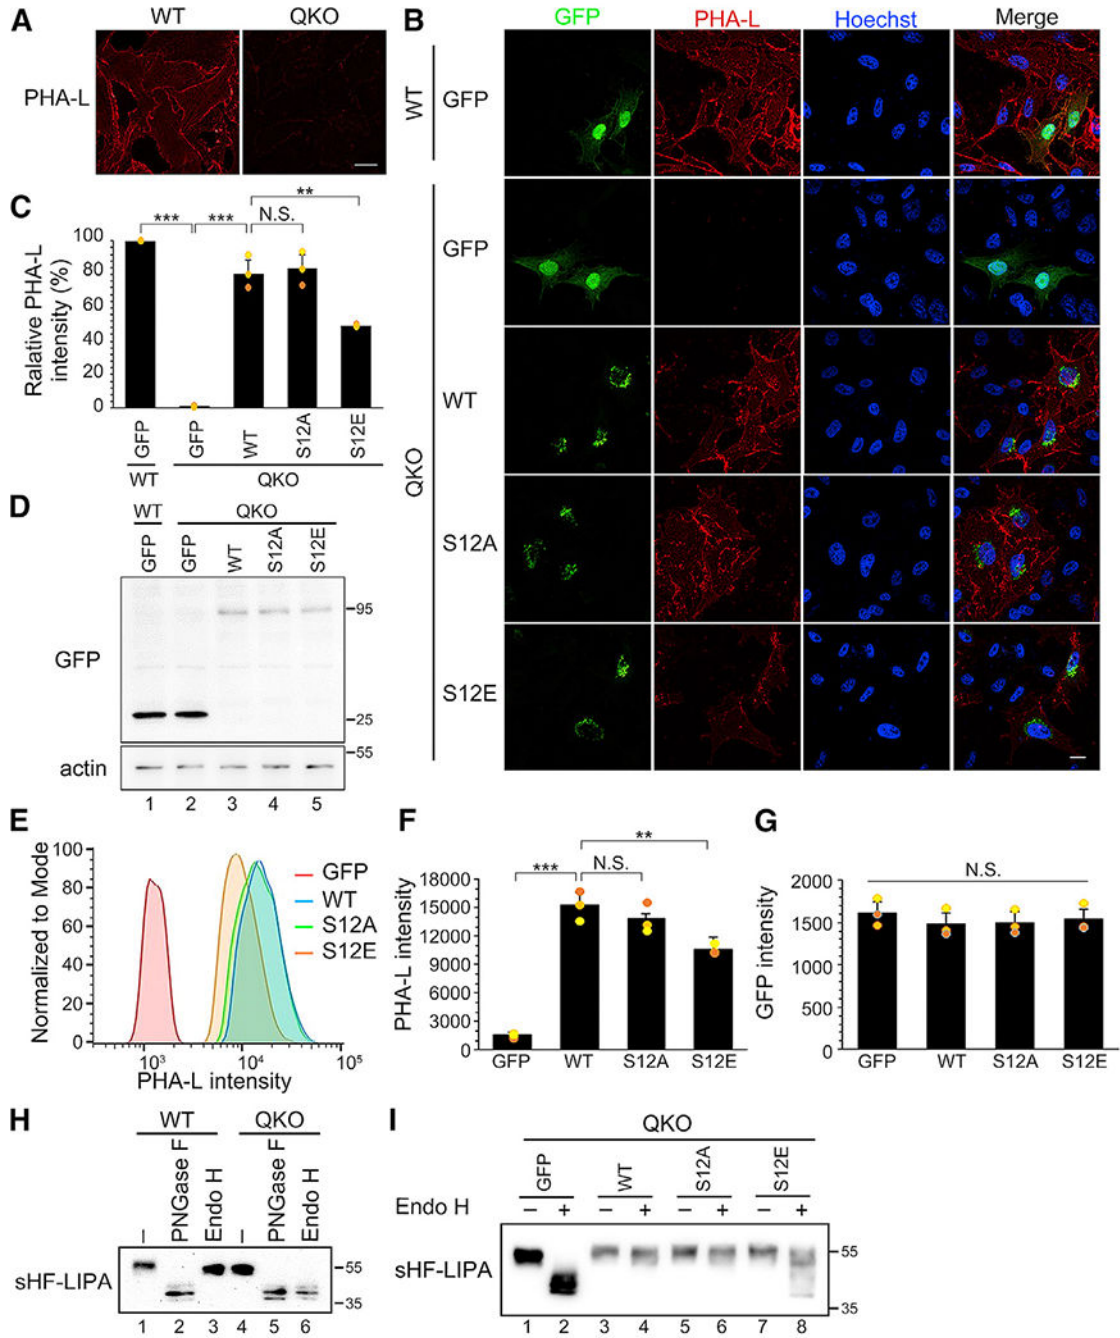 A
WT QKO
PHA-L
B
GFP PHA-L Hoechst Merge
WT
GFP
QKO
GFP
WT
S12A
S12E
C
Ralative PHA-L
intensity (%)
100
80
60
40
20
0
*** *** N.S. **
GFP GFP WT S12A S12E
WT QKO
D
WT QKO
GFP GFP WT S12A S12E
GFP
95
25
55
actin
1 2 3 4 5
E
Normalized to Mode
100
80
60
40
20
0
GFP
WT
S12A
S12E
10³ 10⁴ 10⁵
PHA-L intensity
F
PHA-L intensity
18000
15000
12000
9000
6000
3000
0
*** N.S. **
GFP WT S12A S12E
G
GFP intensity
2000
1500
1000
500
0
N.S.
GFP WT S12A S12E
H
WT QKO
– PNGase F Endo H – PNGase F Endo H
sHF-LIPA
55
35
1 2 3 4 5 6
I
QKO
GFP WT S12A S12E
Endo H – + – + – + – +
sHF-LIPA
55
35
1 2 3 4 5 6 7 8